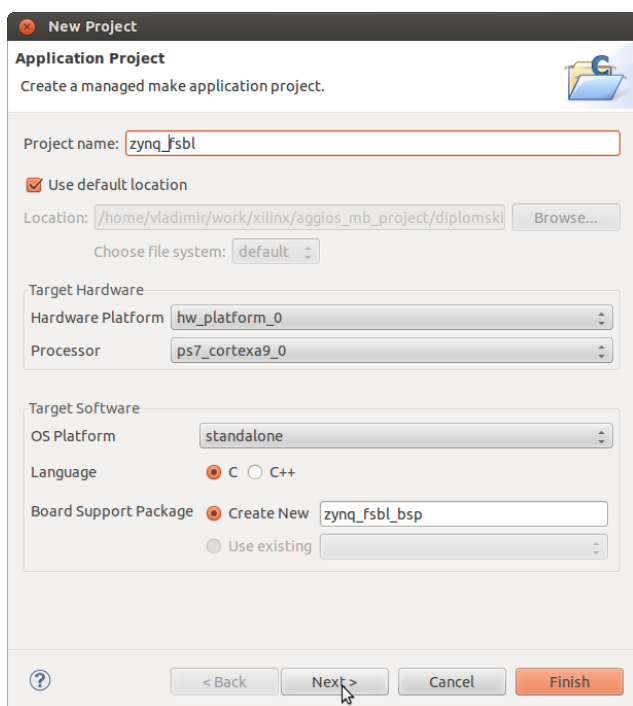 New Project
Application Project
Create a managed make application project.
Project name: zynq_fsbl
Use default location
Location: /home/vladimir/work/xilinx/aggios_mb_project/diplomski Browse...
Choose file system: default
Target Hardware
Hardware Platform hw_platform_0
Processor ps7_cortexa9_0
Target Software
OS Platform standalone
Language C C++
Board Support Package Create New zynq_fsbl_bsp
Use existing
? < Back Next > Cancel Finish